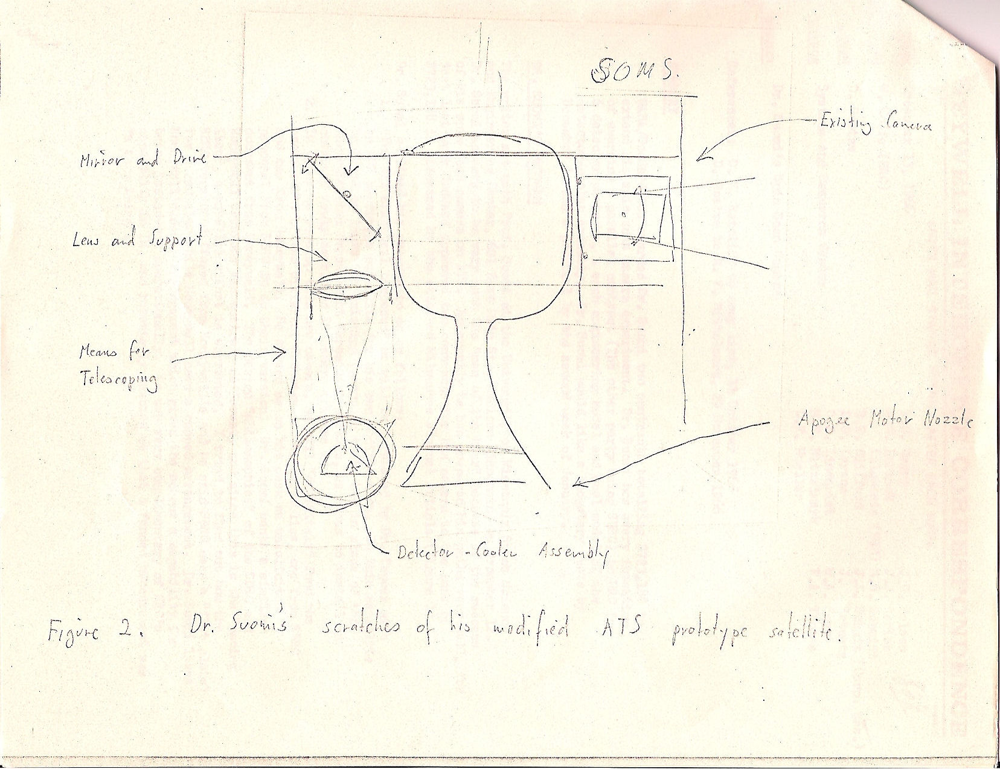 SOMS.
Existing Camera
Mirror and Drive
Lens and Support
Means for
Telescoping
Apogee Motor Nozzle
Detector-Cooler Assembly
Figure 2. Dr. Suomi's scratches of his modified ATS prototype satellite.